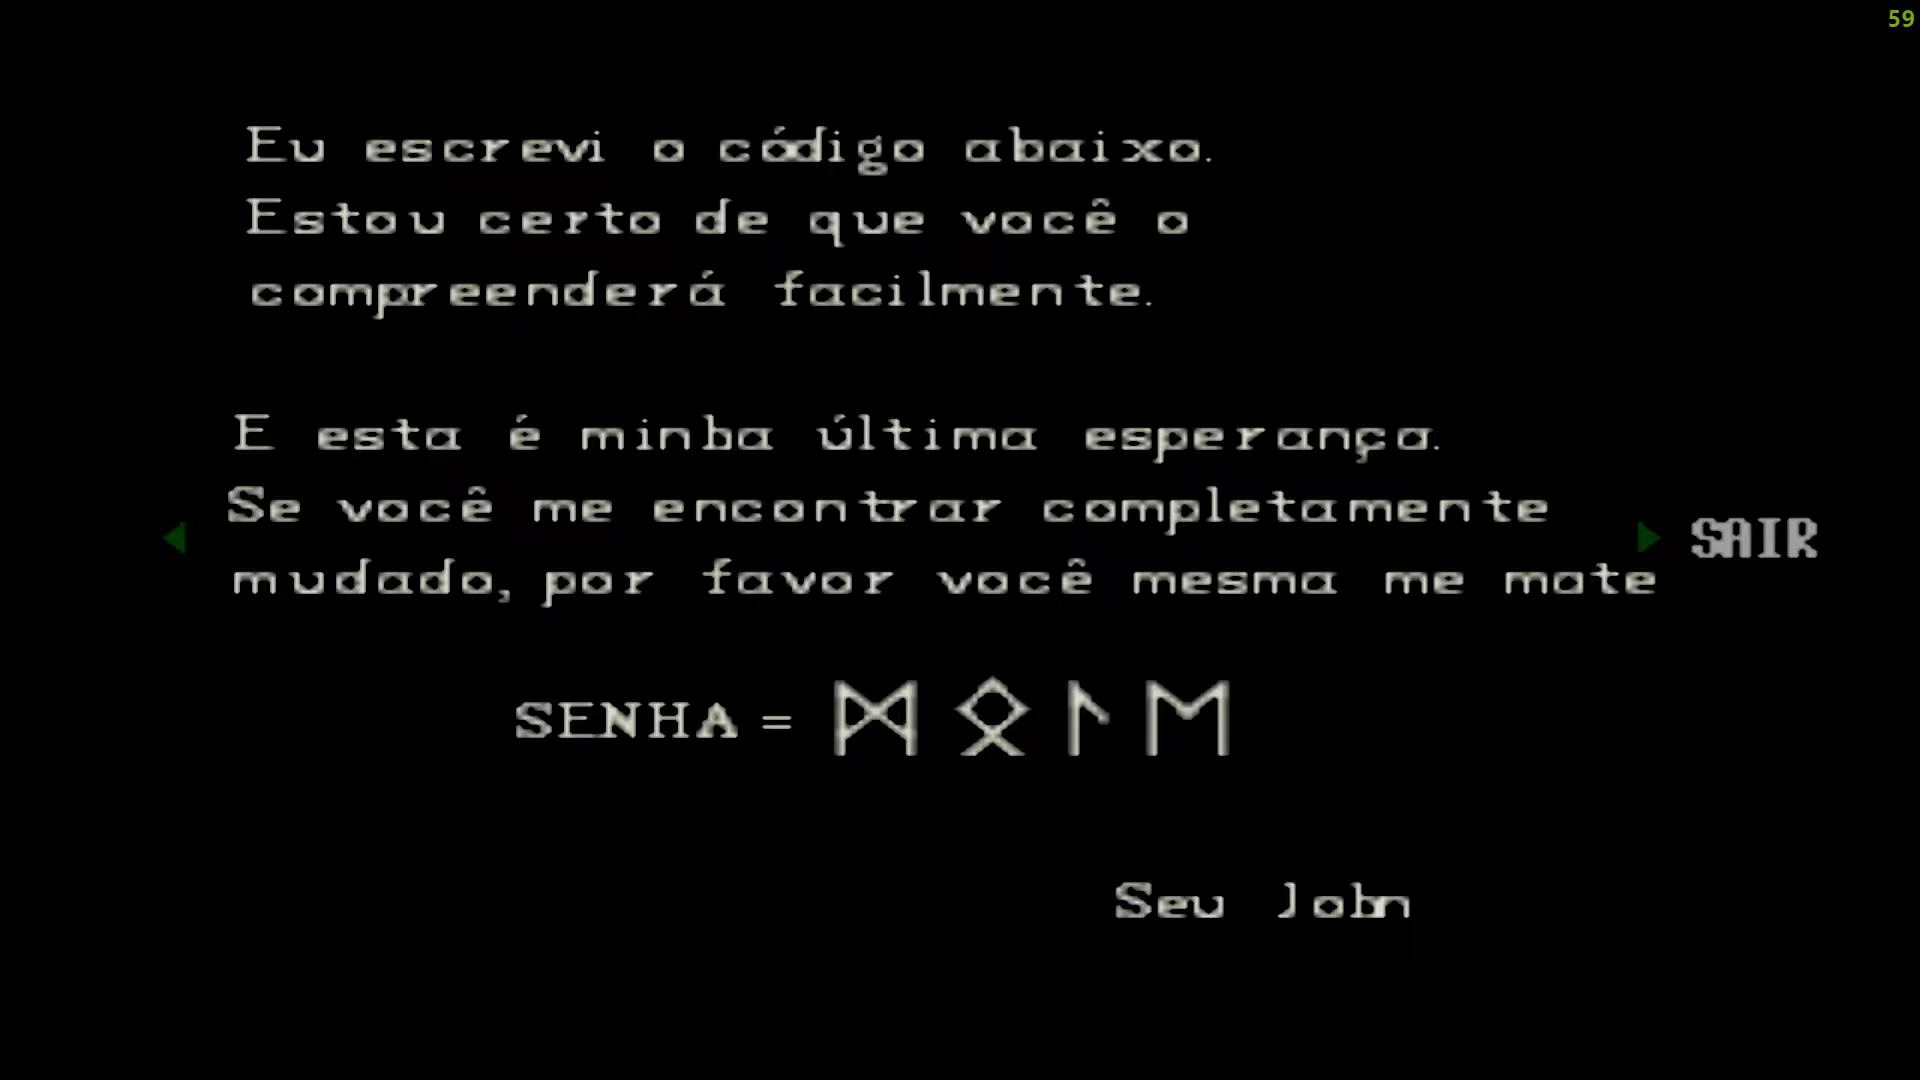 59
Eu escrevi o código abaixo.
Estou certo de que você o
compreenderá facilmente.
E esta é minha última esperança.
Se você me encontrar completamente
mudado, por favor você mesma me mate
SAIR
SENHA = ᛞᛟᛚᛖ
Seu John